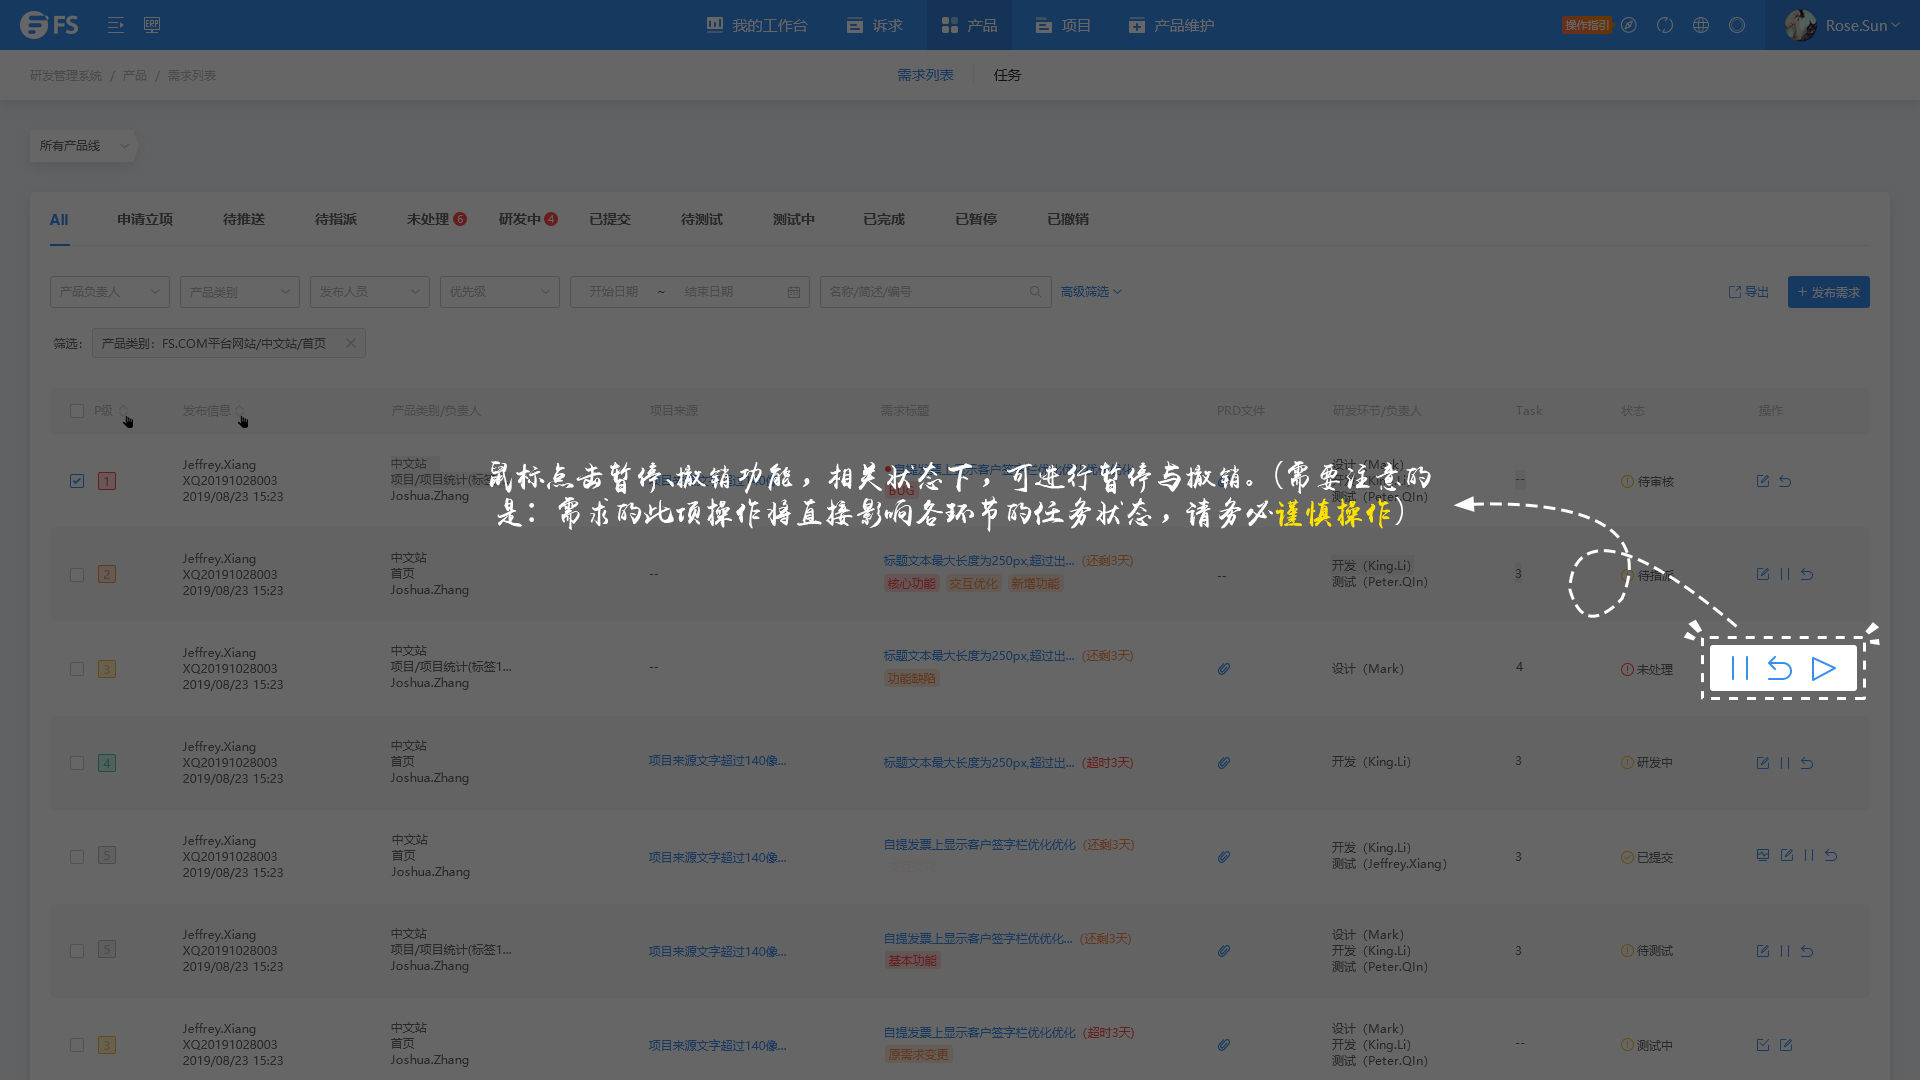 FS
ERP
我的工作台
诉求
产品
项目
产品维护
操作指引
Rose.Sun
研发管理系统 / 产品 / 需求列表
需求列表
任务
所有产品线
All 申请立项 待推送 待指派 未处理 6 研发中 4 已提交 待测试 测试中 已完成 已暂停 已撤销
产品负责人 产品类别 发布人员 优先级 开始日期 ~ 结束日期 名称/简述/编号 高级筛选 导出 + 发布需求
筛选： 产品类别：FS.COM平台网站/中文站/首页
P级 发布信息 产品类别/负责人 项目来源 需求标题 PRD文件 研发环节/负责人 Task 状态 操作
鼠标点击暂停/撤销功能，相关状态下，可进行暂停与撤销。(需要注意的
是：需求的此项操作将直接影响各环节的任务状态，请务必谨慎操作)
1
Jeffrey.Xiang
XQ20191028003
2019/08/23 15:23
中文站
项目/项目统计(标签
Joshua.Zhang
BUG
设计（Mark）
测试（Peter.QIn）
--
待审核
2
Jeffrey.Xiang
XQ20191028003
2019/08/23 15:23
中文站
首页
Joshua.Zhang
--
标题文本最大长度为250px,超过出...（还剩3天）
核心功能 交互优化 新增功能
--
开发（King.Li）
测试（Peter.QIn）
3
待指派
3
Jeffrey.Xiang
XQ20191028003
2019/08/23 15:23
中文站
项目/项目统计(标签1...
Joshua.Zhang
--
标题文本最大长度为250px,超过出...（还剩3天）
功能缺陷
设计（Mark）
4
未处理
4
Jeffrey.Xiang
XQ20191028003
2019/08/23 15:23
中文站
首页
Joshua.Zhang
项目来源文字超过140像...
标题文本最大长度为250px,超过出...（超时3天）
开发（King.Li）
3
研发中
5
Jeffrey.Xiang
XQ20191028003
2019/08/23 15:23
中文站
首页
Joshua.Zhang
项目来源文字超过140像...
自提发票上显示客户签字栏优化优化（还剩3天）
开发（King.Li）
测试（Jeffrey.Xiang）
3
已提交
5
Jeffrey.Xiang
XQ20191028003
2019/08/23 15:23
中文站
项目/项目统计(标签1...
Joshua.Zhang
项目来源文字超过140像...
自提发票上显示客户签字栏优优化...（还剩3天）
基本功能
设计（Mark）
开发（King.Li）
测试（Peter.QIn）
3
待测试
3
Jeffrey.Xiang
XQ20191028003
2019/08/23 15:23
中文站
首页
Joshua.Zhang
项目来源文字超过140像...
自提发票上显示客户签字栏优化优化（超时3天）
原需求变更
设计（Mark）
开发（King.Li）
测试（Peter.QIn）
--
测试中